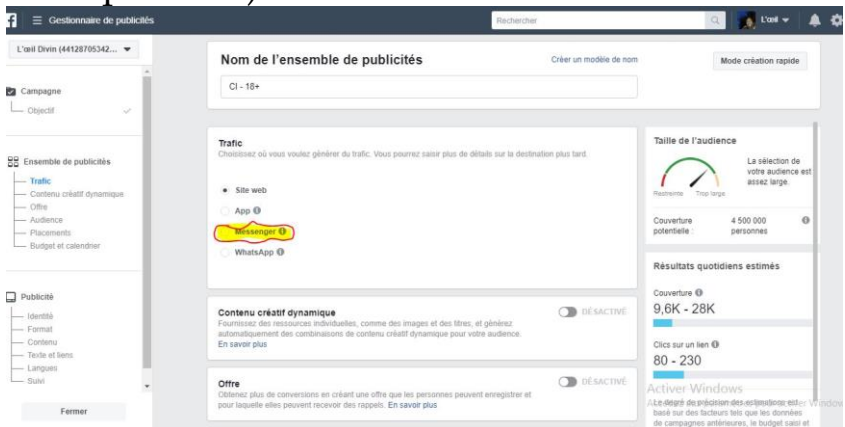 Gestionnaire de publicités
Rechercher
L'œil
L'œil Divin (44128705342...
Campagne
Objectif
Ensemble de publicités
Trafic
Contenu créatif dynamique
Offre
Audience
Placements
Budget et calendrier
Publicité
Identité
Format
Contenu
Texte et liens
Langues
Suivi
Fermer
Nom de l'ensemble de publicités
Créer un modèle de nom
CI - 18+
Mode création rapide
Trafic
Choisissez où vous voulez générer du trafic. Vous pourrez saisir plus de détails sur la destination plus tard.
Site web
App
Messenger
WhatsApp
Contenu créatif dynamique
DÉSACTIVÉ
Fournissez des ressources individuelles, comme des images et des titres, et générez
automatiquement des combinaisons de contenu créatif dynamique pour votre audience.
En savoir plus
Offre
DÉSACTIVÉ
Obtenez plus de conversions en créant une offre que les personnes peuvent enregistrer et
pour laquelle elles peuvent recevoir des rappels. En savoir plus
Taille de l'audience
La sélection de
votre audience est
assez large.
Restreinte Trop large
Couverture
potentielle :
4 500 000
personnes
Résultats quotidiens estimés
Couverture
9,6K - 28K
Clics sur un lien
80 - 230
Activer Windows
Le degré de précision des estimations est
basé sur des facteurs tels que les données
de campagnes antérieures, le budget saisi et